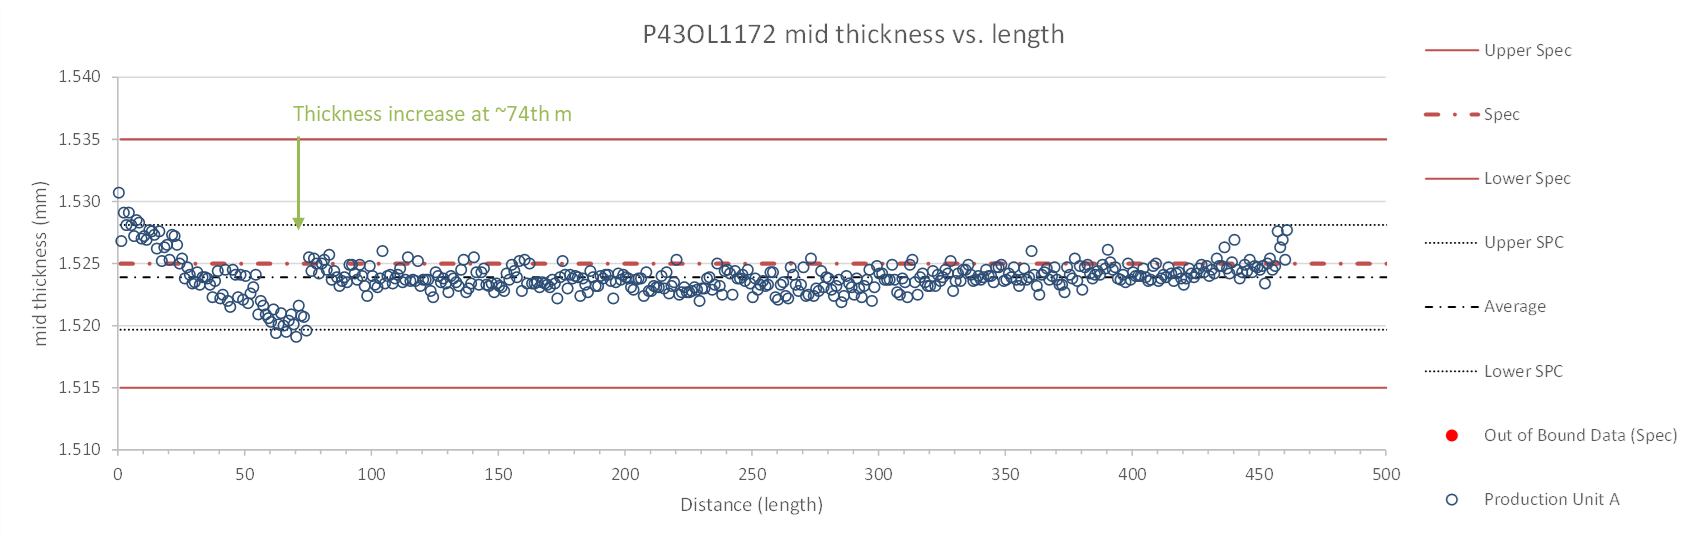 P43OL1172 mid thickness vs. length
Thickness increase at ~74th m
mid thickness (mm)
1.540
1.535
1.530
1.525
1.520
1.515
1.510
0 50 100 150 200 250 300 350 400 450 500
Distance (length)
Upper Spec
Spec
Lower Spec
Upper SPC
Average
Lower SPC
Out of Bound Data (Spec)
Production Unit A